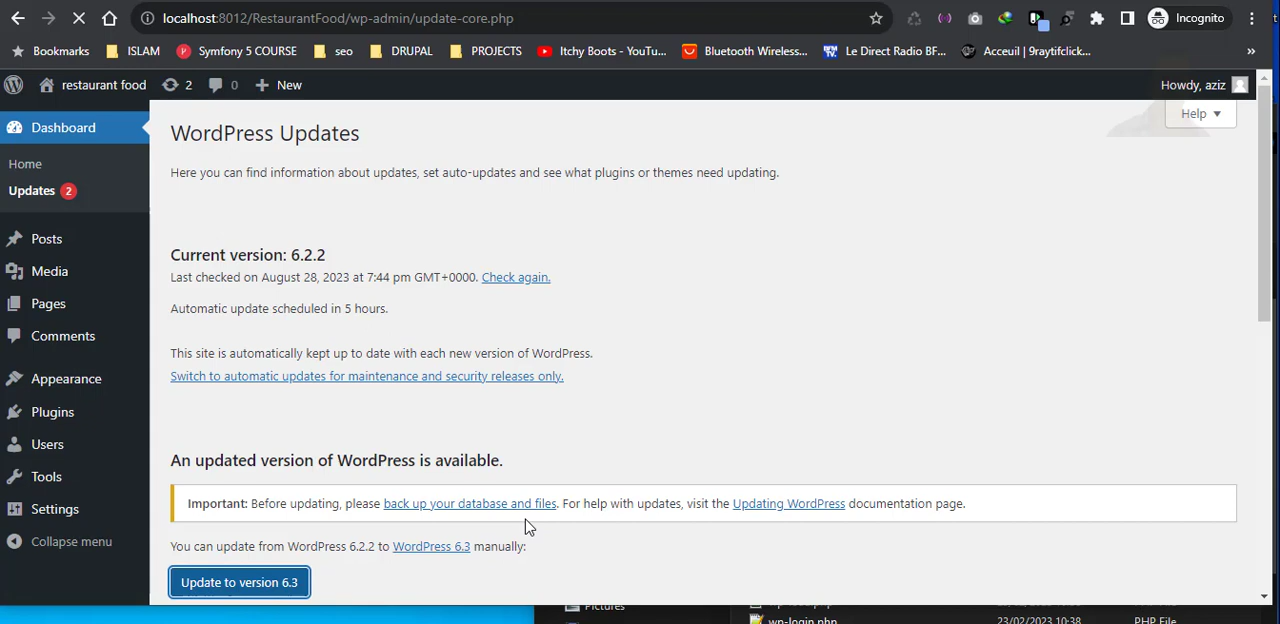 localhost:8012/RestaurantFood/wp-admin/update-core.php
Incognito
Bookmarks ISLAM Symfony 5 COURSE seo DRUPAL PROJECTS Itchy Boots - YouTu... Bluetooth Wireless... Le Direct Radio BF... Acceuil | 9raytifclick... »
restaurant food 2 0 + New Howdy, aziz
Help ▼
Dashboard
Home
Updates 2
Posts
Media
Pages
Comments
Appearance
Plugins
Users
Tools
Settings
Collapse menu
WordPress Updates
Here you can find information about updates, set auto-updates and see what plugins or themes need updating.
Current version: 6.2.2
Last checked on August 28, 2023 at 7:44 pm GMT+0000. Check again.
Automatic update scheduled in 5 hours.
This site is automatically kept up to date with each new version of WordPress.
Switch to automatic updates for maintenance and security releases only.
An updated version of WordPress is available.
Important: Before updating, please back up your database and files. For help with updates, visit the Updating WordPress documentation page.
You can update from WordPress 6.2.2 to WordPress 6.3 manually:
Update to version 6.3
Pictures
wp-login.php 23/02/2023 10:38 PHP File